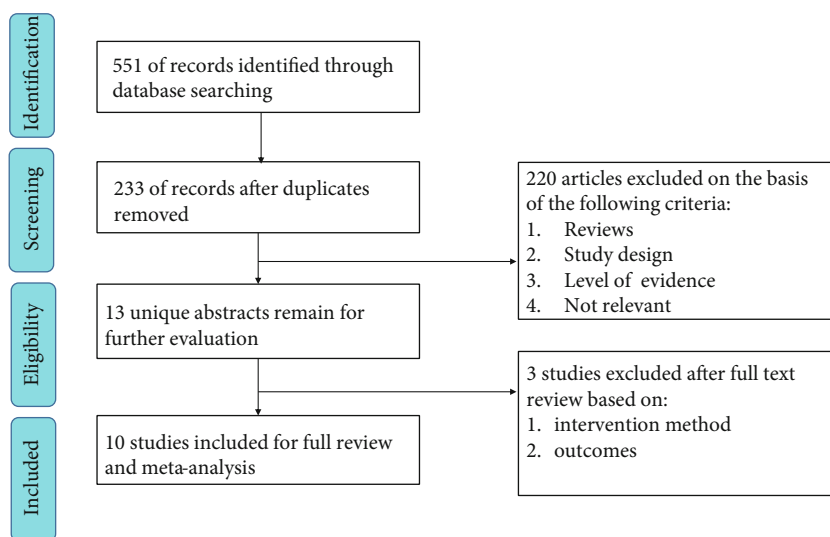 Identification
551 of records identified through
database searching
Screening
233 of records after duplicates
removed
220 articles excluded on the basis
of the following criteria:
1. Reviews
2. Study design
3. Level of evidence
4. Not relevant
Eligibility
13 unique abstracts remain for
further evaluation
3 studies excluded after full text
review based on:
1. intervention method
2. outcomes
Included
10 studies included for full review
and meta-analysis